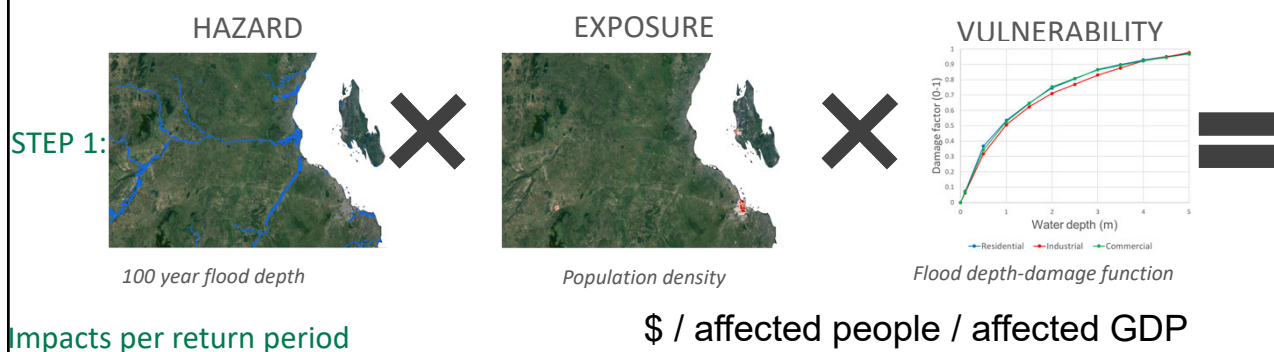 HAZARD
EXPOSURE
VULNERABILITY
STEP 1:
Damage factor (0-1)
1
0.9
0.8
0.7
0.6
0.5
0.4
0.3
0.2
0.1
0
0 1 2 3 4 5
Water depth (m)
Residential Industrial Commercial
100 year flood depth
Population density
Flood depth-damage function
Impacts per return period
$ / affected people / affected GDP